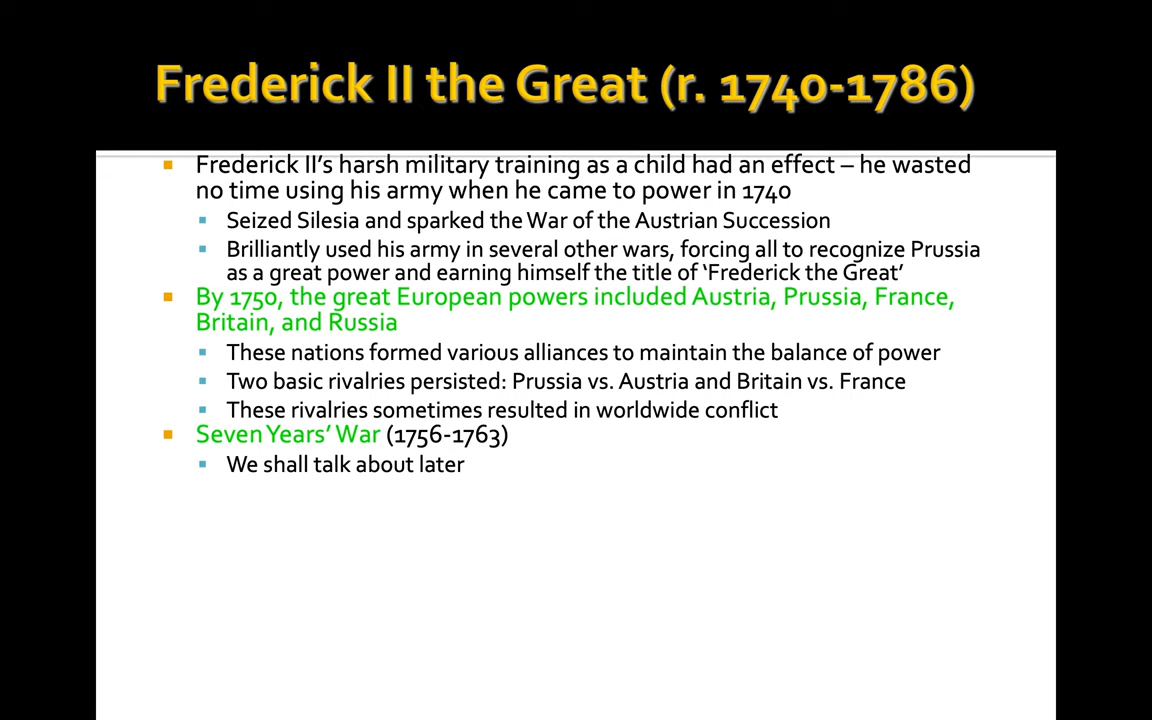 Frederick II the Great (r. 1740-1786)
Frederick II's harsh military training as a child had an effect – he wasted
no time using his army when he came to power in 1740
Seized Silesia and sparked the War of the Austrian Succession
Brilliantly used his army in several other wars, forcing all to recognize Prussia
as a great power and earning himself the title of ‘Frederick the Great’
By 1750, the great European powers included Austria, Prussia, France,
Britain, and Russia
These nations formed various alliances to maintain the balance of power
Two basic rivalries persisted: Prussia vs. Austria and Britain vs. France
These rivalries sometimes resulted in worldwide conflict
Seven Years’ War (1756-1763)
We shall talk about later